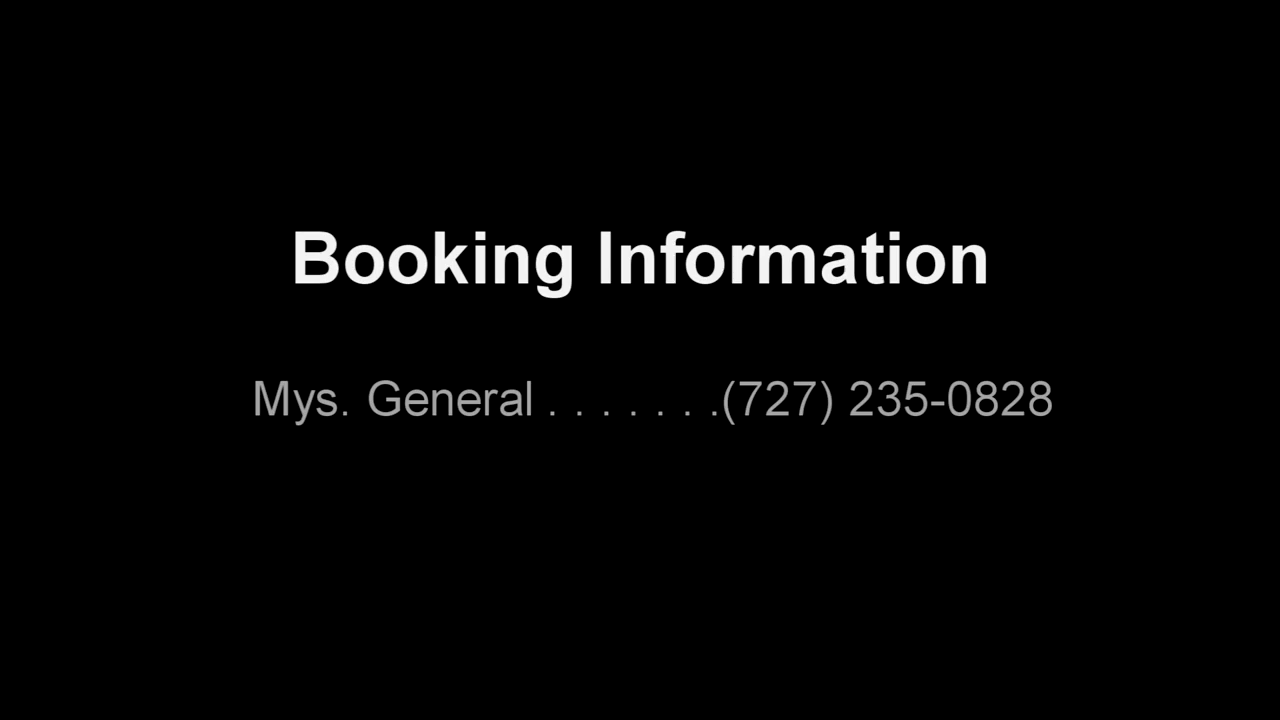 Booking Information
Mys. General . . . . . . .(727) 235-0828